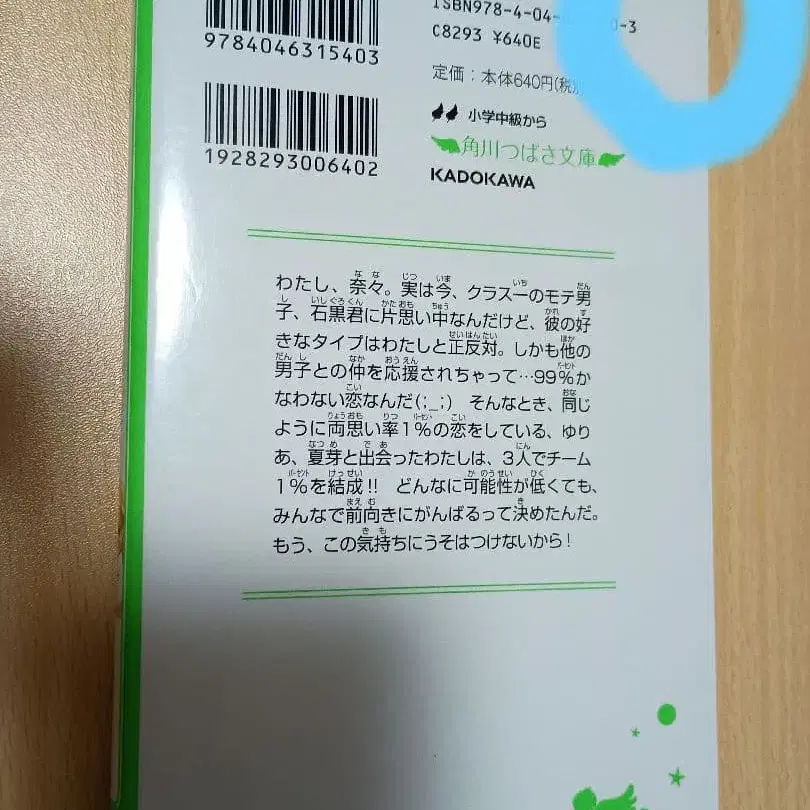 ISBN978-4-04-
0-3
9784046315403
C8293 ¥640E
定価：本体640円(税
小学中級から
1928293006402
角川つばさ文庫
KADOKAWA
わたし、奈々。実は今、クラス一のモテ男
子、石黒君に片思い中なんだけど、彼の好
きなタイプはわたしと正反対。しかも他の
男子との仲を応援されちゃって…99%か
なわない恋なんだ(;_;)　そんなとき、同じ
ように両思い率1%の恋をしている、ゆり
あ、夏芽と出会ったわたしは、3人でチーム
1%を結成!!　どんなに可能性が低くても、
みんなで前向きにがんばるって決めたんだ。
もう、この気持ちにうそはつけないから!